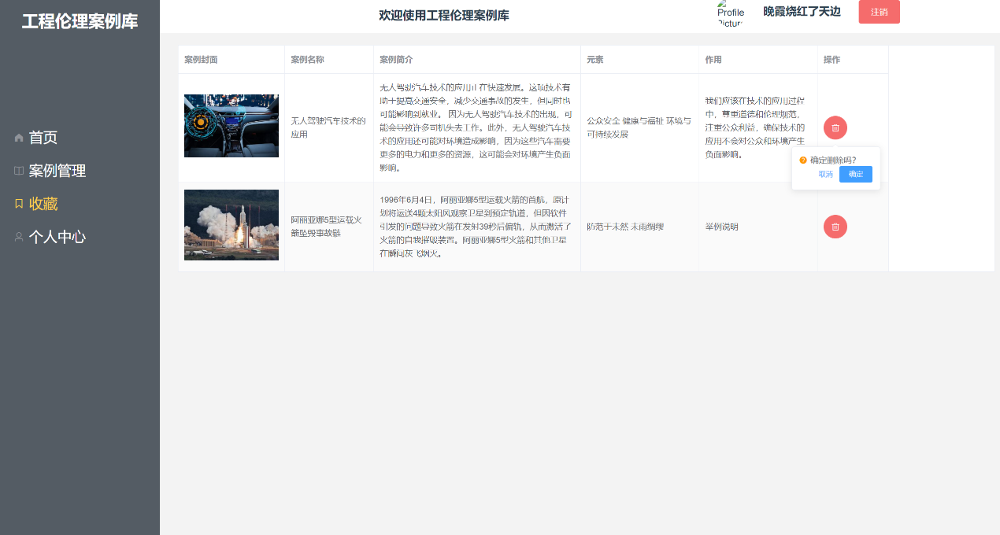 工程伦理案例库
欢迎使用工程伦理案例库
Profile
Picture
晚霞烧红了天边
注销
首页
案例管理
收藏
个人中心
案例封面 案例名称 案例简介 元素 作用 操作
无人驾驶汽车技术的
应用
无人驾驶汽车技术的应用正在快速发展。这项技术有
助于提高交通安全，减少交通事故的发生，但同时也
可能影响到就业。 因为无人驾驶汽车技术的出现，可
能会导致许多司机失去工作。此外，无人驾驶汽车技
术的应用还可能对环境造成影响，因为这些汽车需要
更多的电力和更多的资源，这可能会对环境产生负面
影响。
公众安全 健康与福祉 环境与
可持续发展
我们应该在技术的应用过程
中，尊重道德和伦理规范，
注重公众利益，确保技术的
应用不会对公众和环境产生
负面影响。
确定删除吗?
取消 确定
阿丽亚娜5型运载火
箭坠毁事故链
1996年6月4日，阿丽亚娜5型运载火箭的首航，原计
划将运送4颗太阳风观察卫星到预定轨道，但因软件
引发的问题导致火箭在发射39秒后偏轨，从而激活了
火箭的自我摧毁装置。阿丽亚娜5型火箭和其他卫星
在瞬间灰飞烟灭。
防范于未然 未雨绸缪
举例说明